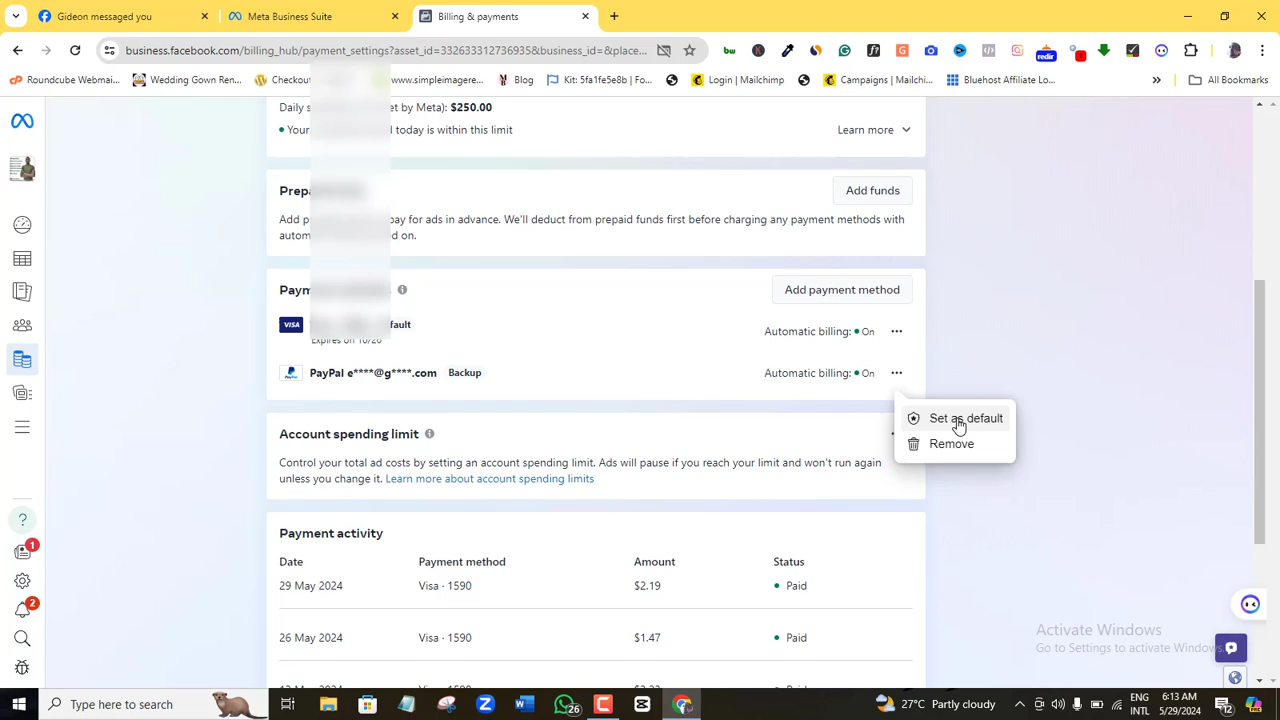 Gideon messaged you
Meta Business Suite
Billing & payments
business.facebook.com/billing_hub/payment_settings?asset_id=332633312736935&business_id=&place...
Roundcube Webmai...
Wedding Gown Ren...
Checkout
www.simpleimagere...
Blog
Kit: 5fa1fe5e8b | Fo...
Login | Mailchimp
Campaigns | Mailchi...
Bluehost Affiliate Lo...
All Bookmarks
Daily et by Meta): $250.00
Your today is within this limit
Learn more
Prep
Add funds
Add pay for ads in advance. We'll deduct from prepaid funds first before charging any payment methods with
autom d on.
Paym
Add payment method
VISA
fault
Automatic billing: On
Expires on 10/26
PayPal e****@g****.com Backup
Automatic billing: On
Set as default
Remove
Account spending limit
Control your total ad costs by setting an account spending limit. Ads will pause if you reach your limit and won't run again
unless you change it. Learn more about account spending limits
Payment activity
Date Payment method Amount Status
29 May 2024 Visa · 1590 $2.19 Paid
26 May 2024 Visa · 1590 $1.47 Paid
Activate Windows
Go to Settings to activate Windows.
1
2
Type here to search
26
27°C Partly cloudy
ENG
INTL
6:13 AM
5/29/2024
12